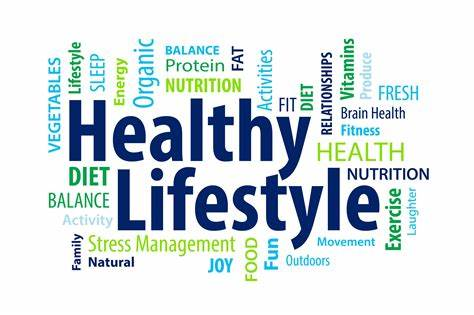 VEGETABLES
Lifestyle
SLEEP
Energy
Organic
BALANCE
Protein
NUTRITION
FAT
Activities
FIT
DIET
RELATIONSHIPS
Vitamins
Produce
FRESH
Brain Health
Fitness
Healthy
HEALTH
DIET
Lifestyle
NUTRITION
BALANCE
Activity
Family
Stress Management
Natural
JOY
FOOD
Fun
Outdoors
Movement
Exercise
Laughter